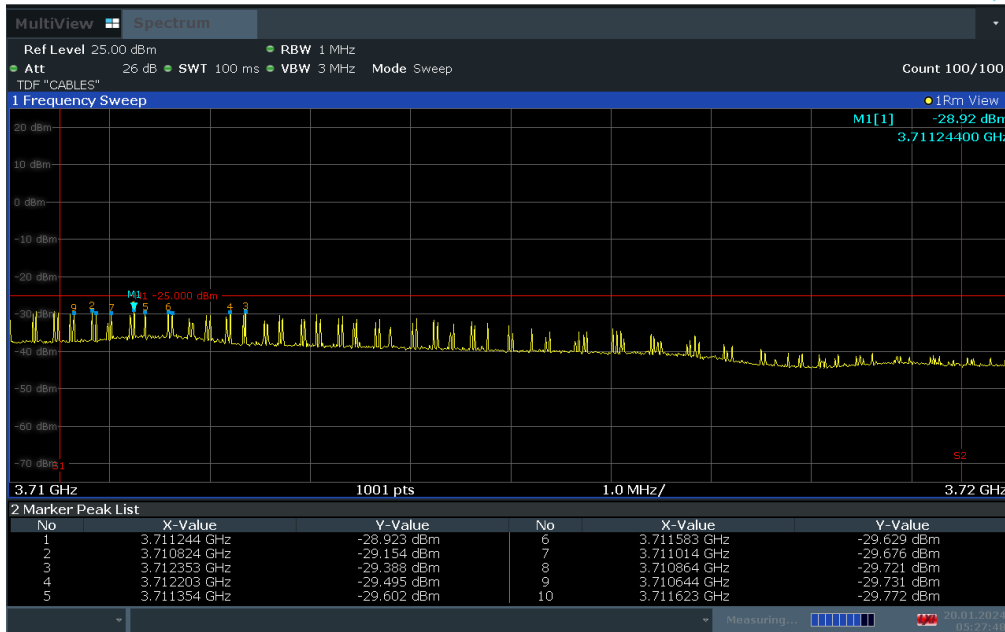 MultiView Spectrum
Ref Level 25.00 dBm RBW 1 MHz
Att 26 dB SWT 100 ms VBW 3 MHz Mode Sweep Count 100/100
TDF "CABLES"
1 Frequency Sweep 1Rm View
M1[1] -28.92 dBm
3.71124400 GHz
20 dBm
10 dBm
0 dBm
-10 dBm
-20 dBm
M1 H1 -25.000 dBm
9 2 7 5 6 4 3
-30 dBm
-40 dBm
-50 dBm
-60 dBm
-70 dBm
S1 S2
3.71 GHz 1001 pts 1.0 MHz/ 3.72 GHz
2 Marker Peak List
No X-Value Y-Value No X-Value Y-Value
1 3.711244 GHz -28.923 dBm 6 3.711583 GHz -29.629 dBm
2 3.710824 GHz -29.154 dBm 7 3.711014 GHz -29.676 dBm
3 3.712353 GHz -29.388 dBm 8 3.710864 GHz -29.721 dBm
4 3.712203 GHz -29.495 dBm 9 3.710644 GHz -29.731 dBm
5 3.711354 GHz -29.602 dBm 10 3.711623 GHz -29.772 dBm
Measuring... 20.01.2024
05:27:48